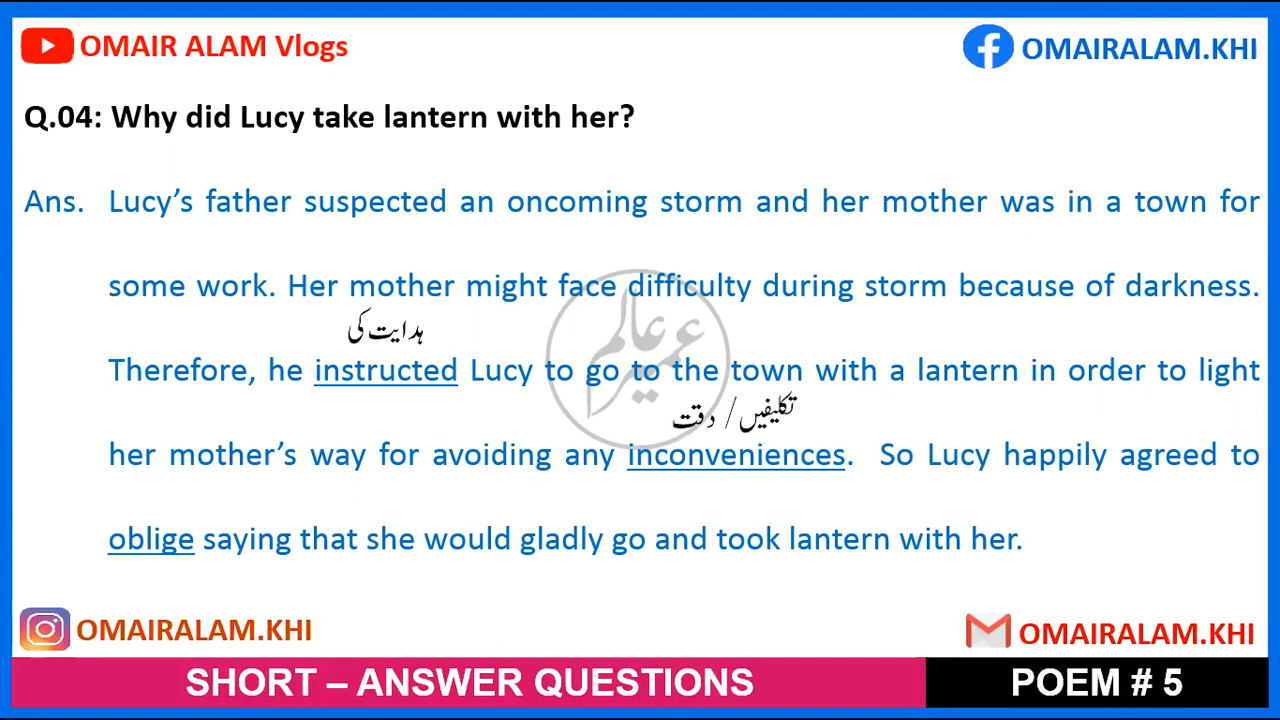 OMAIR ALAM Vlogs
OMAIRALAM.KHI
Q.04: Why did Lucy take lantern with her?
Ans. Lucy’s father suspected an oncoming storm and her mother was in a town for
some work. Her mother might face difficulty during storm because of darkness.
ہدایت کی
Therefore, he instructed Lucy to go to the town with a lantern in order to light
تکلیفیں / دقت
her mother’s way for avoiding any inconveniences. So Lucy happily agreed to
oblige saying that she would gladly go and took lantern with her.
عمیر عالم
OMAIRALAM.KHI
OMAIRALAM.KHI
SHORT – ANSWER QUESTIONS
POEM # 5